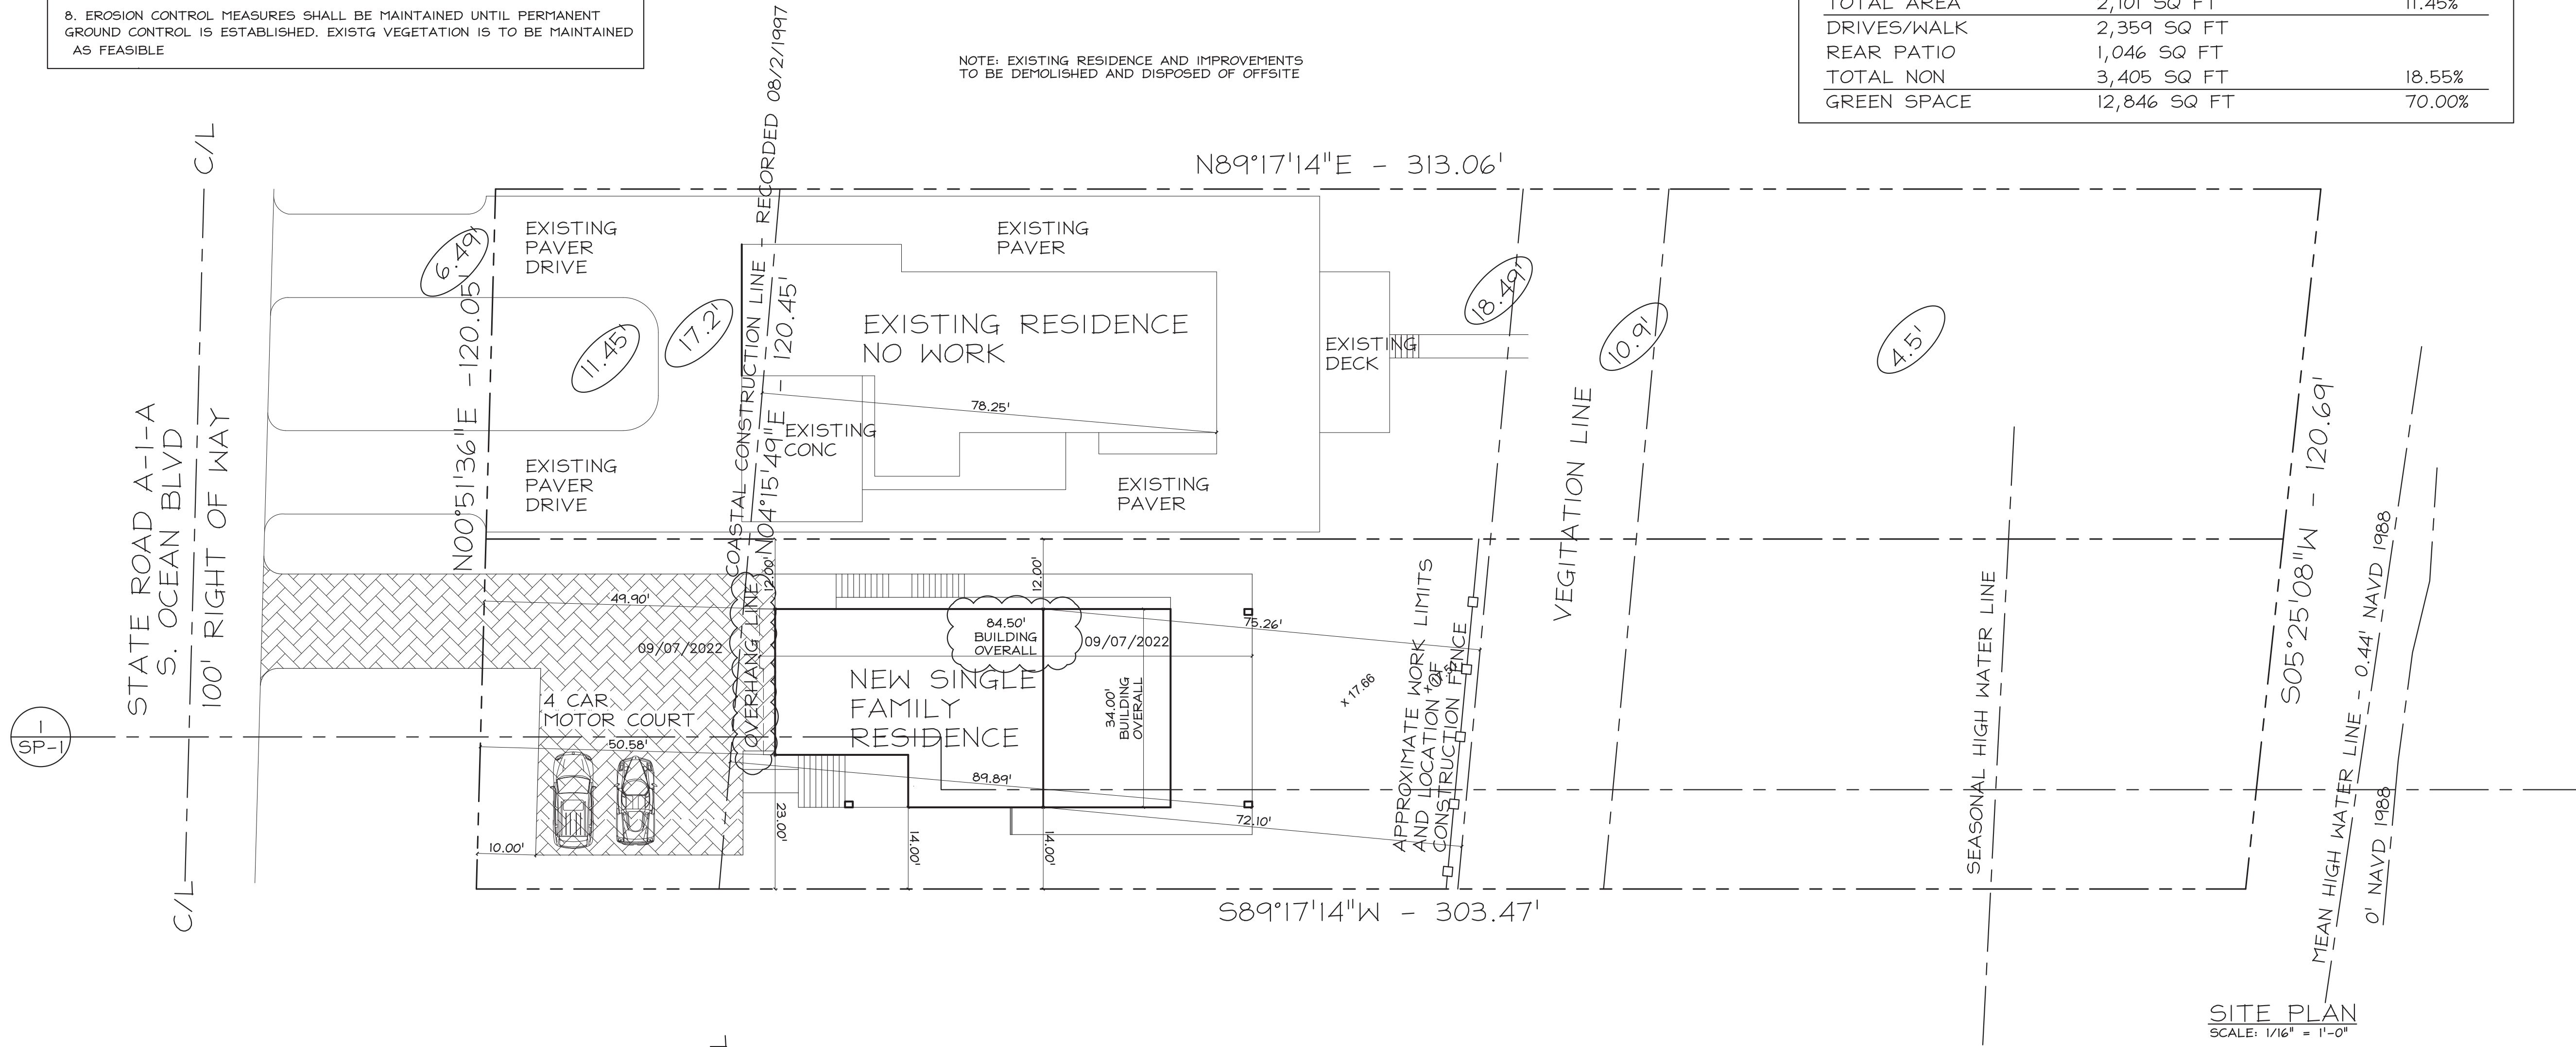 8. EROSION CONTROL MEASURES SHALL BE MAINTAINED UNTIL PERMANENT
GROUND CONTROL IS ESTABLISHED. EXISTG VEGETATION IS TO BE MAINTAINED
AS FEASIBLE
NOTE: EXISTING RESIDENCE AND IMPROVEMENTS
TO BE DEMOLISHED AND DISPOSED OF OFFSITE
TOTAL AREA 2,101 SQ FT 11.45%
DRIVES/WALK 2,359 SQ FT
REAR PATIO 1,046 SQ FT
TOTAL NON 3,405 SQ FT 18.55%
GREEN SPACE 12,846 SQ FT 70.00%
C/L
STATE ROAD A-1-A
S. OCEAN BLVD
100' RIGHT OF WAY
C/L
1
SP-1
N89°17'14"E - 313.06'
N00°51'36"E -120.05'
6.49'
11.45'
17.2'
18.49'
10.9'
4.5'
EXISTING
PAVER
DRIVE
EXISTING
PAVER
DRIVE
COASTAL CONSTRUCTION LINE - RECORDED 08/2/1997
N04°15'49"E - 120.45'
EXISTING
PAVER
EXISTING RESIDENCE
NO WORK
78.25'
EXISTING
CONC
EXISTING
PAVER
EXISTING
DECK
VEGITATION LINE
S05°25'08"W - 120.69'
12.00'
12.00'
49.90'
09/07/2022
OVERHANG LINE
84.50'
BUILDING
OVERALL
09/07/2022
75.26'
NEW SINGLE
FAMILY
RESIDENCE
34.00'
BUILDING
OVERALL
4 CAR
MOTOR COURT
50.58'
89.89'
72.10'
10.00'
23.00'
14.00'
14.00'
x 17.66
APPROXIMATE WORK LIMITS
AND LOCATION OF
CONSTRUCTION FENCE
SEASONAL HIGH WATER LINE
MEAN HIGH WATER LINE - 0.44' NAVD 1988
0' NAVD 1988
S89°17'14"W - 303.47'
SITE PLAN
SCALE: 1/16" = 1'-0"